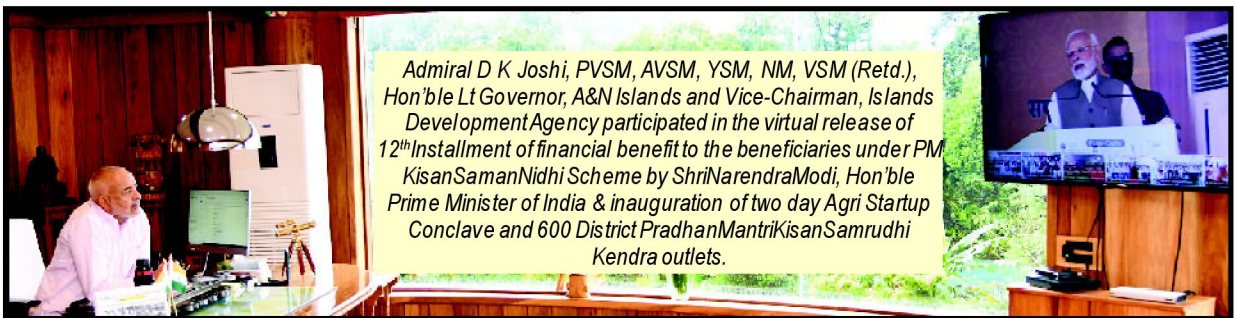 Admiral D K Joshi, PVSM, AVSM, YSM, NM, VSM (Retd.),
Hon'ble Lt Governor, A&N Islands and Vice-Chairman, Islands
Development Agency participated in the virtual release of
12th Installment of financial benefit to the beneficiaries under PM
KisanSamanNidhi Scheme by ShriNarendraModi, Hon'ble
Prime Minister of India & inauguration of two day Agri Startup
Conclave and 600 District PradhanMantriKisanSamrudhi
Kendra outlets.